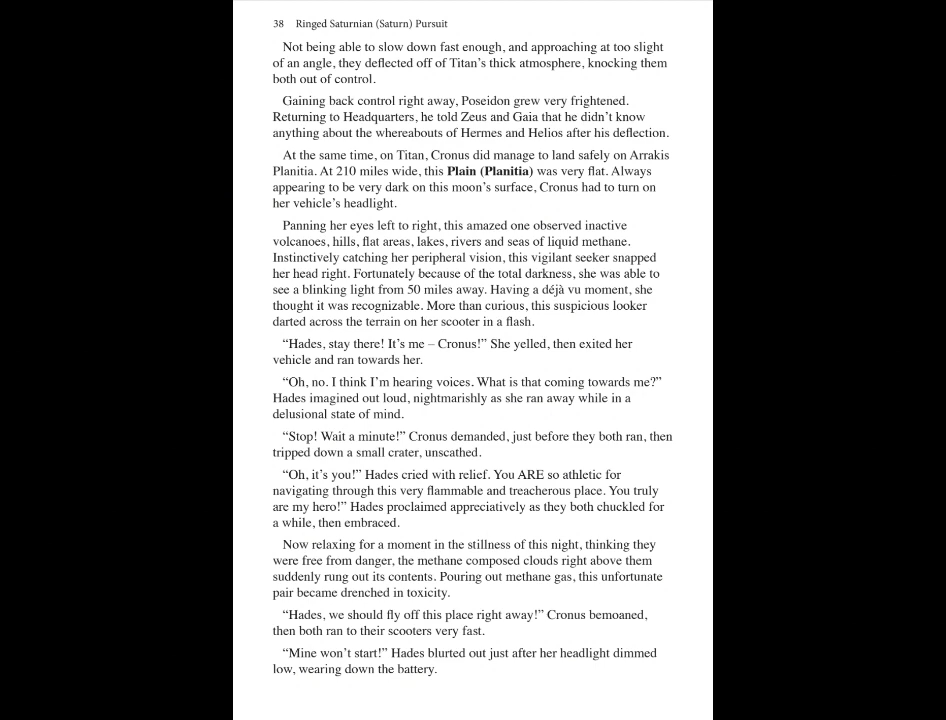 38 Ringed Saturnian (Saturn) Pursuit
Not being able to slow down fast enough, and approaching at too slight
of an angle, they deflected off of Titan’s thick atmosphere, knocking them
both out of control.
Gaining back control right away, Poseidon grew very frightened.
Returning to Headquarters, he told Zeus and Gaia that he didn’t know
anything about the whereabouts of Hermes and Helios after his deflection.
At the same time, on Titan, Cronus did manage to land safely on Arrakis
Planitia. At 210 miles wide, this Plain (Planitia) was very flat. Always
appearing to be very dark on this moon’s surface, Cronus had to turn on
her vehicle’s headlight.
Panning her eyes left to right, this amazed one observed inactive
volcanoes, hills, flat areas, lakes, rivers and seas of liquid methane.
Instinctively catching her peripheral vision, this vigilant seeker snapped
her head right. Fortunately because of the total darkness, she was able to
see a blinking light from 50 miles away. Having a déjà vu moment, she
thought it was recognizable. More than curious, this suspicious looker
darted across the terrain on her scooter in a flash.
“Hades, stay there! It’s me – Cronus!” She yelled, then exited her
vehicle and ran towards her.
“Oh, no. I think I’m hearing voices. What is that coming towards me?”
Hades imagined out loud, nightmarishly as she ran away while in a
delusional state of mind.
“Stop! Wait a minute!” Cronus demanded, just before they both ran, then
tripped down a small crater, unscathed.
“Oh, it’s you!” Hades cried with relief. You ARE so athletic for
navigating through this very flammable and treacherous place. You truly
are my hero!” Hades proclaimed appreciatively as they both chuckled for
a while, then embraced.
Now relaxing for a moment in the stillness of this night, thinking they
were free from danger, the methane composed clouds right above them
suddenly rung out its contents. Pouring out methane gas, this unfortunate
pair became drenched in toxicity.
“Hades, we should fly off this place right away!” Cronus bemoaned,
then both ran to their scooters very fast.
“Mine won’t start!” Hades blurted out just after her headlight dimmed
low, wearing down the battery.